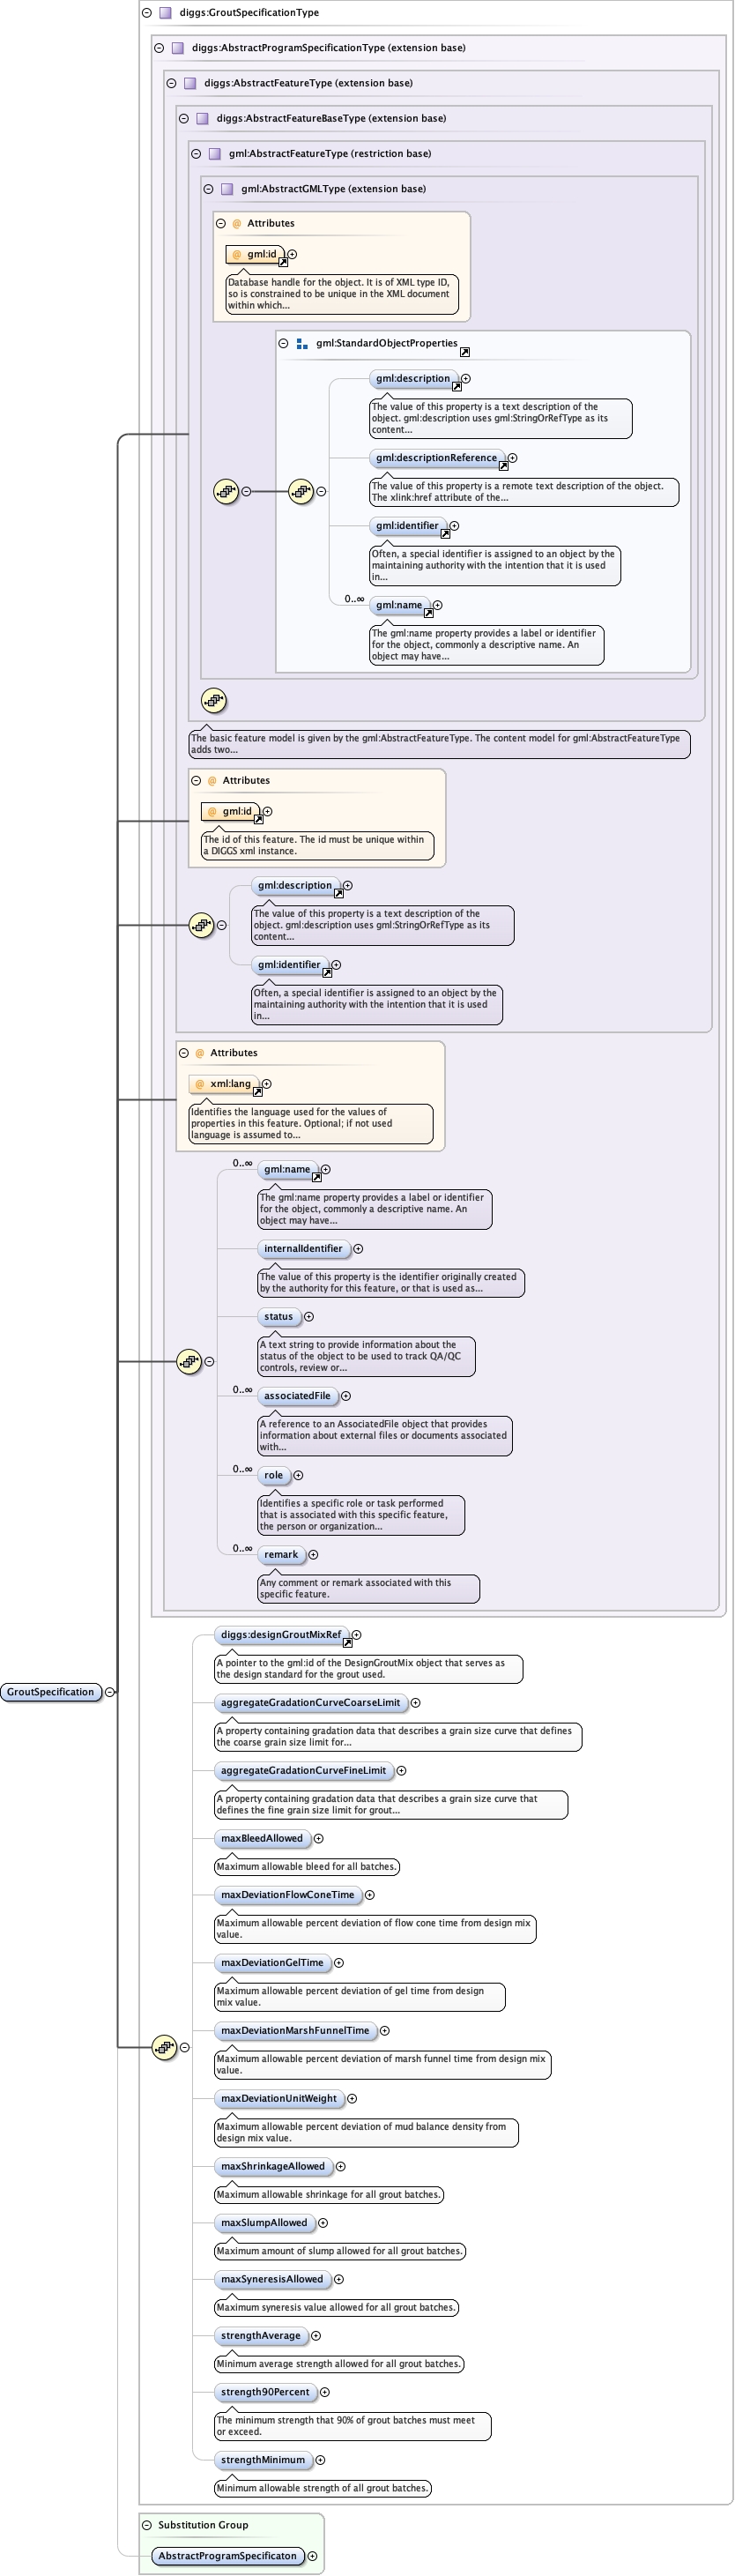 diggs:GroutSpecificationType
diggs:AbstractProgramSpecificationType (extension base)
diggs:AbstractFeatureType (extension base)
diggs:AbstractFeatureBaseType (extension base)
gml:AbstractFeatureType (restriction base)
gml:AbstractGMLType (extension base)
@ Attributes
@ gml:id
Database handle for the object. It is of XML type ID,
so is constrained to be unique in the XML document
within which...
gml:StandardObjectProperties
gml:description
The value of this property is a text description of the
object. gml:description uses gml:StringOrRefType as its
content...
gml:descriptionReference
The value of this property is a remote text description of the object.
The xlink:href attribute of the...
gml:identifier
Often, a special identifier is assigned to an object by the
maintaining authority with the intention that it is used
in...
0..∞
gml:name
The gml:name property provides a label or identifier
for the object, commonly a descriptive name. An
object may have...
The basic feature model is given by the gml:AbstractFeatureType. The content model for gml:AbstractFeatureType
adds two...
@ Attributes
@ gml:id
The id of this feature. The id must be unique within
a DIGGS xml instance.
gml:description
The value of this property is a text description of the
object. gml:description uses gml:StringOrRefType as its
content...
gml:identifier
Often, a special identifier is assigned to an object by the
maintaining authority with the intention that it is used
in...
@ Attributes
@ xml:lang
Identifies the language used for the values of
properties in this feature. Optional; if not used
language is assumed to...
0..∞
gml:name
The gml:name property provides a label or identifier
for the object, commonly a descriptive name. An
object may have...
internalIdentifier
The value of this property is the identifier originally created
by the authority for this feature, or that is used as...
status
A text string to provide information about the
status of the object to be used to track QA/QC
controls, review or...
0..∞
associatedFile
A reference to an AssociatedFile object that provides
information about external files or documents associated
with...
0..∞
role
Identifies a specific role or task performed
that is associated with this specific feature,
the person or organization...
0..∞
remark
Any comment or remark associated with this
specific feature.
diggs:designGroutMixRef
A pointer to the gml:id of the DesignGroutMix object that serves as
the design standard for the grout used.
GroutSpecification
aggregateGradationCurveCoarseLimit
A property containing gradation data that describes a grain size curve that defines
the coarse grain size limit for...
aggregateGradationCurveFineLimit
A property containing gradation data that describes a grain size curve that
defines the fine grain size limit for grout...
maxBleedAllowed
Maximum allowable bleed for all batches.
maxDeviationFlowConeTime
Maximum allowable percent deviation of flow cone time from design mix
value.
maxDeviationGelTime
Maximum allowable percent deviation of gel time from design
mix value.
maxDeviationMarshFunnelTime
Maximum allowable percent deviation of marsh funnel time from design mix
value.
maxDeviationUnitWeight
Maximum allowable percent deviation of mud balance density from
design mix value.
maxShrinkageAllowed
Maximum allowable shrinkage for all grout batches.
maxSlumpAllowed
Maximum amount of slump allowed for all grout batches.
maxSyneresisAllowed
Maximum syneresis value allowed for all grout batches.
strengthAverage
Minimum average strength allowed for all grout batches.
strength90Percent
The minimum strength that 90% of grout batches must meet
or exceed.
strengthMinimum
Minimum allowable strength of all grout batches.
Substitution Group
AbstractProgramSpecificaton